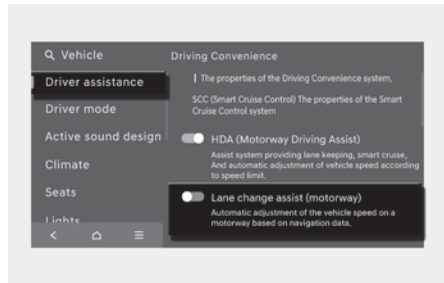 Vehicle
Driver assistance
Driver mode
Active sound design
Climate
Seats
Lights
Driving Convenience
The properties of the Driving Convenience system,
SCC (Smart Cruise Control) The properties of the Smart
Cruise Control system
HDA (Motorway Driving Assist)
Assist system providing lane keeping, smart cruise,
And automatic adjustment of vehicle speed according
to speed limit,
Lane change assist (motorway)
Automatic adjustment of the vehicle speed on a
motorway based on navigation data,